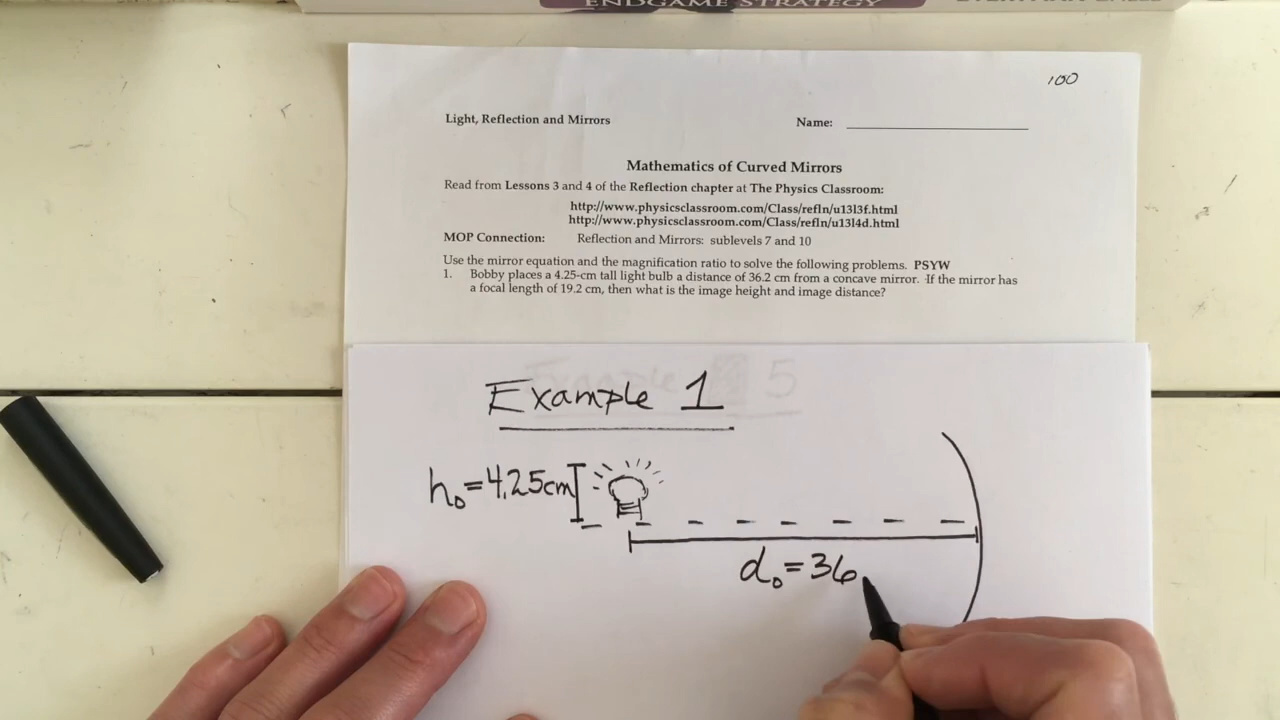 ENDGAME STRATEGY
100
Light, Reflection and Mirrors Name:
Mathematics of Curved Mirrors
Read from Lessons 3 and 4 of the Reflection chapter at The Physics Classroom:
http://www.physicsclassroom.com/Class/refln/u13l3f.html
http://www.physicsclassroom.com/Class/refln/u13l4d.html
MOP Connection: Reflection and Mirrors: sublevels 7 and 10
Use the mirror equation and the magnification ratio to solve the following problems. PSYW
1. Bobby places a 4.25-cm tall light bulb a distance of 36.2 cm from a concave mirror. If the mirror has
a focal length of 19.2 cm, then what is the image height and image distance?
Example 5
Example 1
h₀=4.25cm
d₀=36